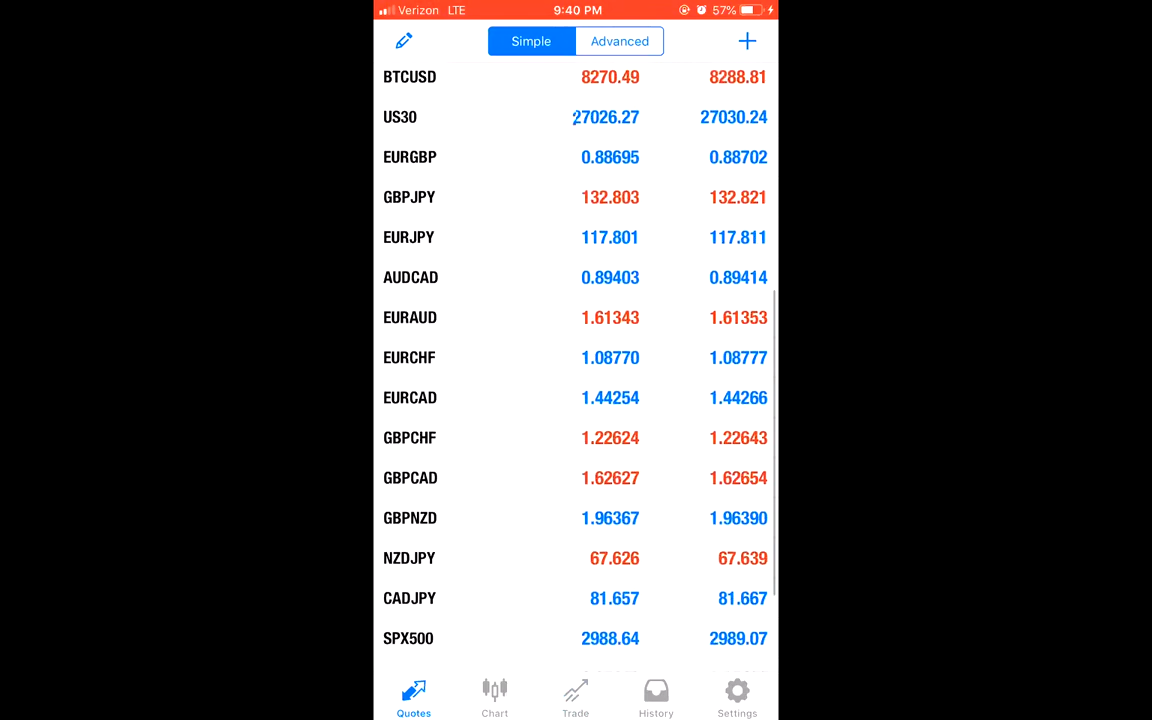 Verizon LTE 9:40 PM 57%
Simple Advanced
BTCUSD 8270.49 8288.81
US30 27026.27 27030.24
EURGBP 0.88695 0.88702
GBPJPY 132.803 132.821
EURJPY 117.801 117.811
AUDCAD 0.89403 0.89414
EURAUD 1.61343 1.61353
EURCHF 1.08770 1.08777
EURCAD 1.44254 1.44266
GBPCHF 1.22624 1.22643
GBPCAD 1.62627 1.62654
GBPNZD 1.96367 1.96390
NZDJPY 67.626 67.639
CADJPY 81.657 81.667
SPX500 2988.64 2989.07
Quotes Chart Trade History Settings